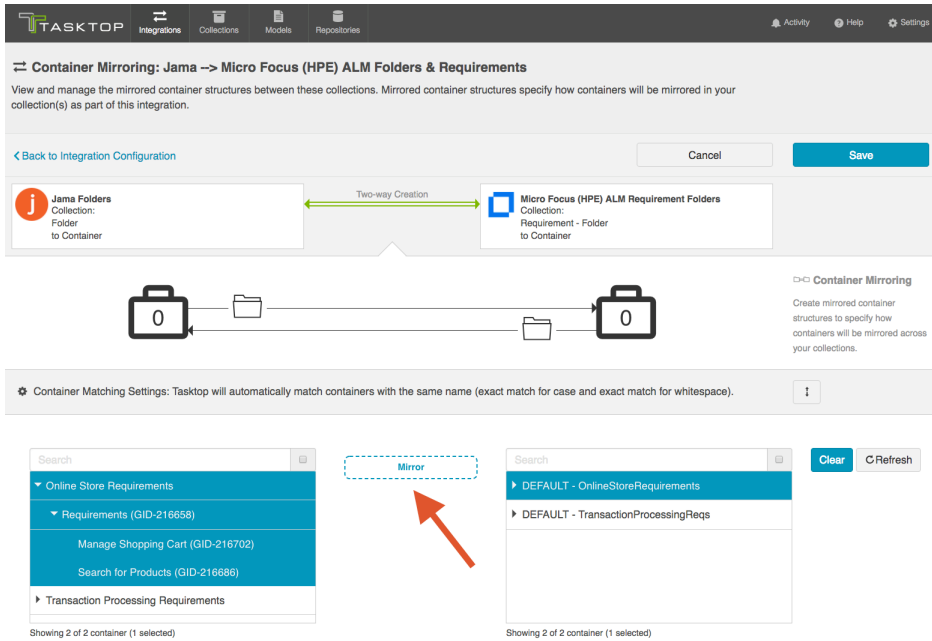 TASKTOP
Integrations
Collections
Models
Repositories
Activity
Help
Settings
Container Mirroring: Jama --> Micro Focus (HPE) ALM Folders & Requirements
View and manage the mirrored container structures between these collections. Mirrored container structures specify how containers will be mirrored in your
collection(s) as part of this integration.
Back to Integration Configuration
Cancel
Save
Jama Folders
Collection:
Folder
to Container
Two-way Creation
Micro Focus (HPE) ALM Requirement Folders
Collection:
Requirement - Folder
to Container
0
0
Container Mirroring
Create mirrored container
structures to specify how
containers will be mirrored across
your collections.
Container Matching Settings: Tasktop will automatically match containers with the same name (exact match for case and exact match for whitespace).
Search
Mirror
Search
Clear
Refresh
Online Store Requirements
Requirements (GID-216658)
Manage Shopping Cart (GID-216702)
Search for Products (GID-216686)
Transaction Processing Requirements
DEFAULT - OnlineStoreRequirements
DEFAULT - TransactionProcessingReqs
Showing 2 of 2 container (1 selected)
Showing 2 of 2 container (1 selected)